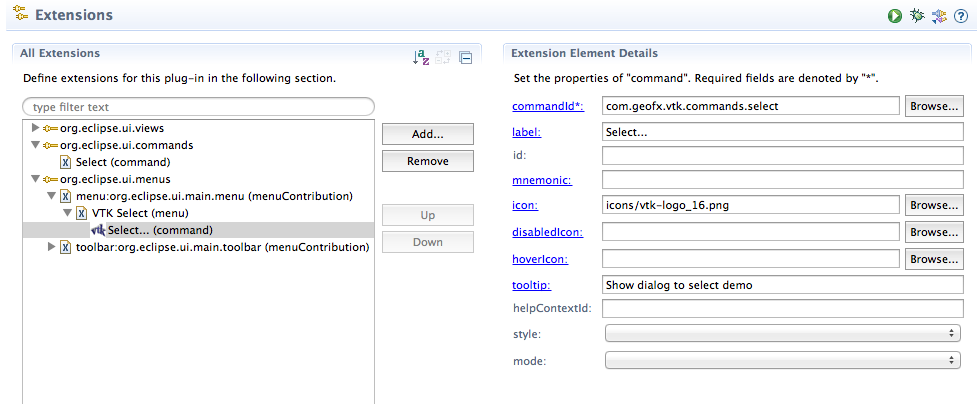 Extensions
All Extensions
Define extensions for this plug-in in the following section.
type filter text
org.eclipse.ui.views
org.eclipse.ui.commands
Select (command)
org.eclipse.ui.menus
menu:org.eclipse.ui.main.menu (menuContribution)
VTK Select (menu)
vtk Select... (command)
toolbar:org.eclipse.ui.main.toolbar (menuContribution)
Add...
Remove
Up
Down
Extension Element Details
Set the properties of "command". Required fields are denoted by "*".
commandId*: com.geofx.vtk.commands.select Browse...
label: Select...
id:
mnemonic:
icon: icons/vtk-logo_16.png Browse...
disabledIcon: Browse...
hoverIcon: Browse...
tooltip: Show dialog to select demo
helpContextId:
style:
mode: